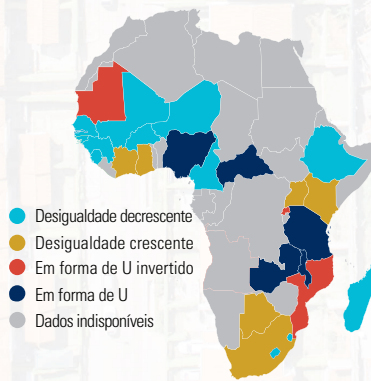 Desigualdade decrescente
Desigualdade crescente
Em forma de U invertido
Em forma de U
Dados indisponíveis